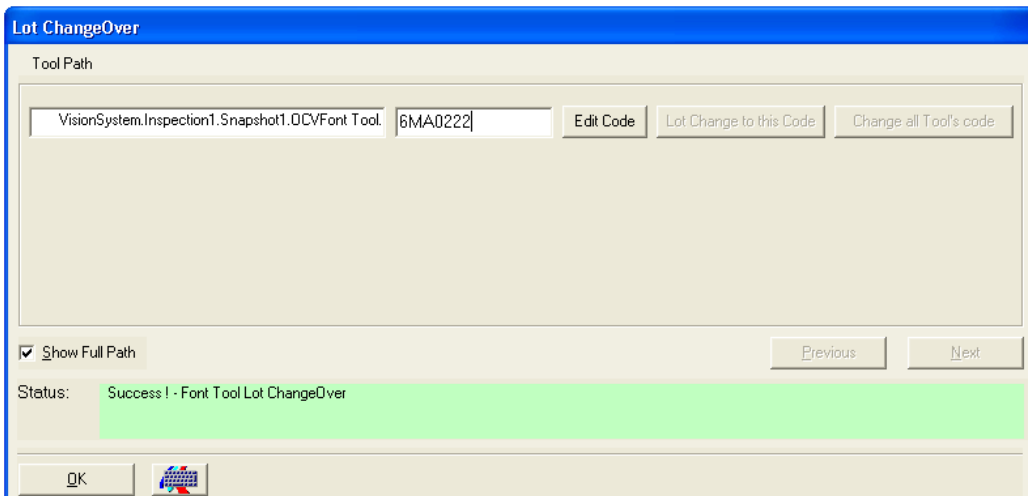 Lot ChangeOver
Tool Path
VisionSystem.Inspection1.Snapshot1.OCVFont Tool. 6MA0222 Edit Code Lot Change to this Code Change all Tool's code
Show Full Path Previous Next
Status: Success ! - Font Tool Lot ChangeOver
OK